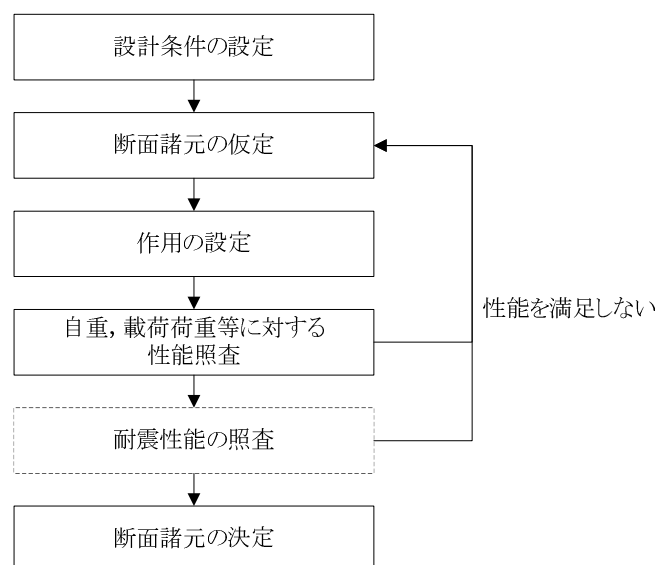 設計条件の設定
断面諸元の仮定
作用の設定
自重，載荷荷重等に対する
性能照査
性能を満足しない
耐震性能の照査
断面諸元の決定